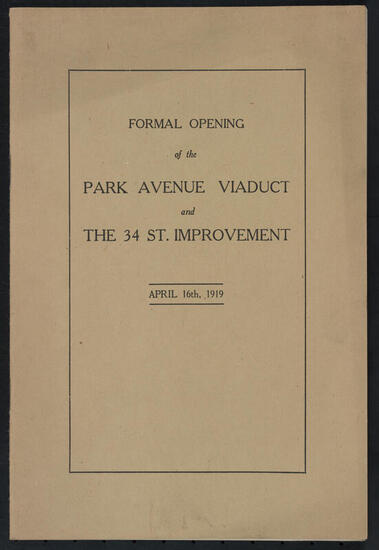 FORMAL OPENING
of the
PARK AVENUE VIADUCT
and
THE 34 ST. IMPROVEMENT
APRIL 16th, 1919